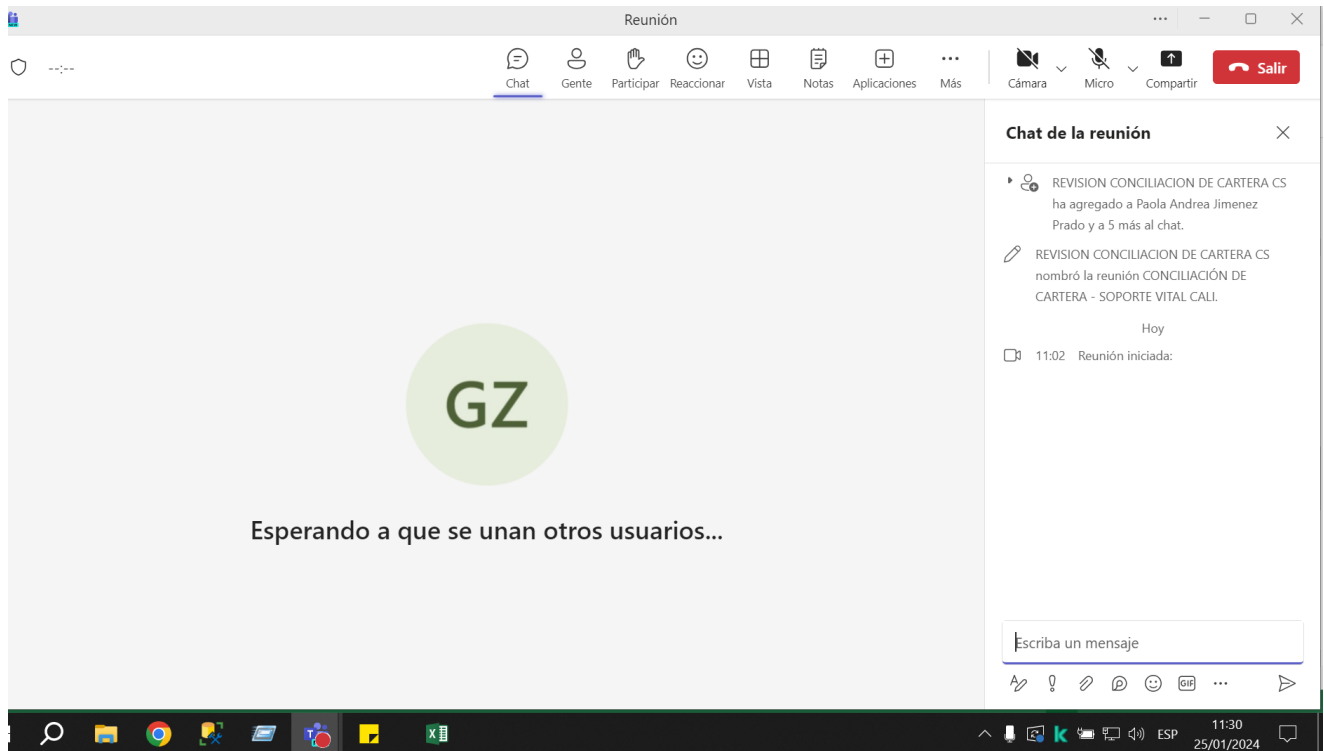 Reunión
--:--
Chat
Gente
Participar
Reaccionar
Vista
Notas
Aplicaciones
Más
Cámara
Micro
Compartir
Salir
Chat de la reunión
REVISION CONCILIACION DE CARTERA CS
ha agregado a Paola Andrea Jimenez
Prado y a 5 más al chat.
REVISION CONCILIACION DE CARTERA CS
nombró la reunión CONCILIACIÓN DE
CARTERA - SOPORTE VITAL CALI.
Hoy
11:02 Reunión iniciada:
GZ
Esperando a que se unan otros usuarios...
Escriba un mensaje
GIF
ESP
11:30
25/01/2024